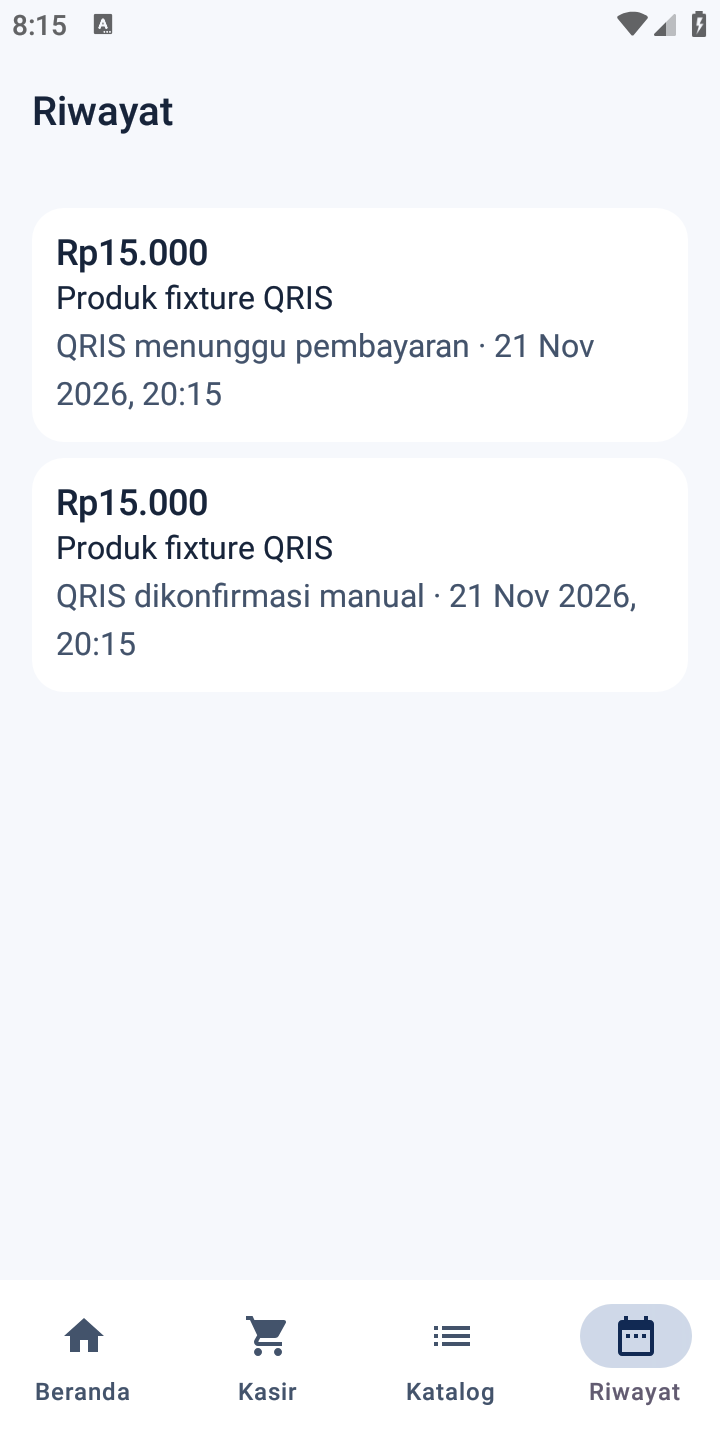 8:15
Riwayat
Rp15.000
Produk fixture QRIS
QRIS menunggu pembayaran · 21 Nov
2026, 20:15
Rp15.000
Produk fixture QRIS
QRIS dikonfirmasi manual · 21 Nov 2026,
20:15
Beranda
Kasir
Katalog
Riwayat